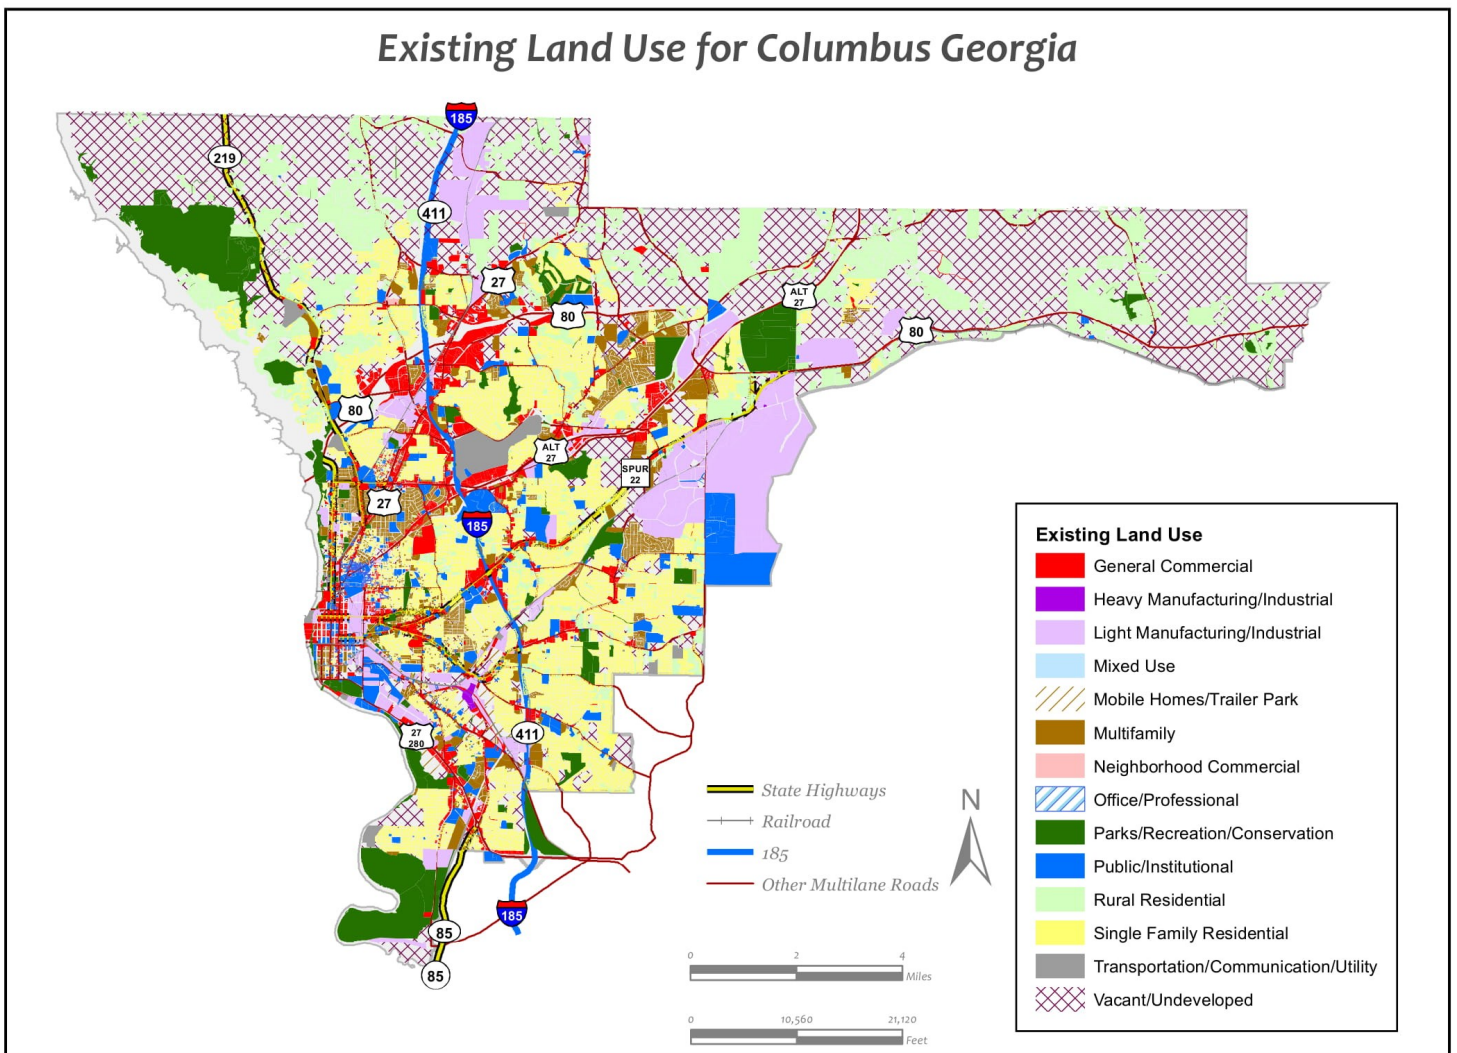 Existing Land Use for Columbus Georgia
185
219
411
27
80
ALT
27
80
80
ALT
27
SPUR
22
27
185
27
280
411
185
85
85
State Highways
Railroad
185
Other Multilane Roads
N
0 2 4
Miles
0 10,560 21,120
Feet
Existing Land Use
General Commercial
Heavy Manufacturing/Industrial
Light Manufacturing/Industrial
Mixed Use
Mobile Homes/Trailer Park
Multifamily
Neighborhood Commercial
Office/Professional
Parks/Recreation/Conservation
Public/Institutional
Rural Residential
Single Family Residential
Transportation/Communication/Utility
Vacant/Undeveloped